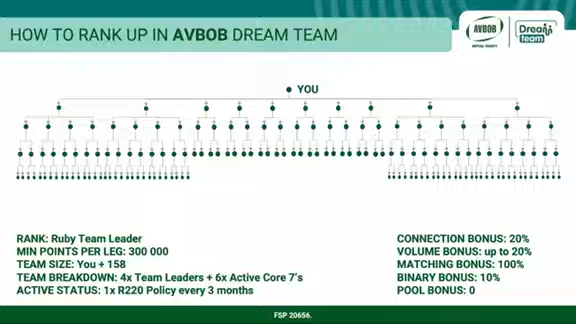 HOW TO RANK UP IN AVBOB DREAM TEAM
AVBOB
MUTUAL SOCIETY
Dream
team
YOU
RANK: Ruby Team Leader
MIN POINTS PER LEG: 300 000
TEAM SIZE: You + 158
TEAM BREAKDOWN: 4x Team Leaders + 6x Active Core 7's
ACTIVE STATUS: 1x R220 Policy every 3 months
CONNECTION BONUS: 20%
VOLUME BONUS: up to 20%
MATCHING BONUS: 100%
BINARY BONUS: 10%
POOL BONUS: 0
FSP 20656.